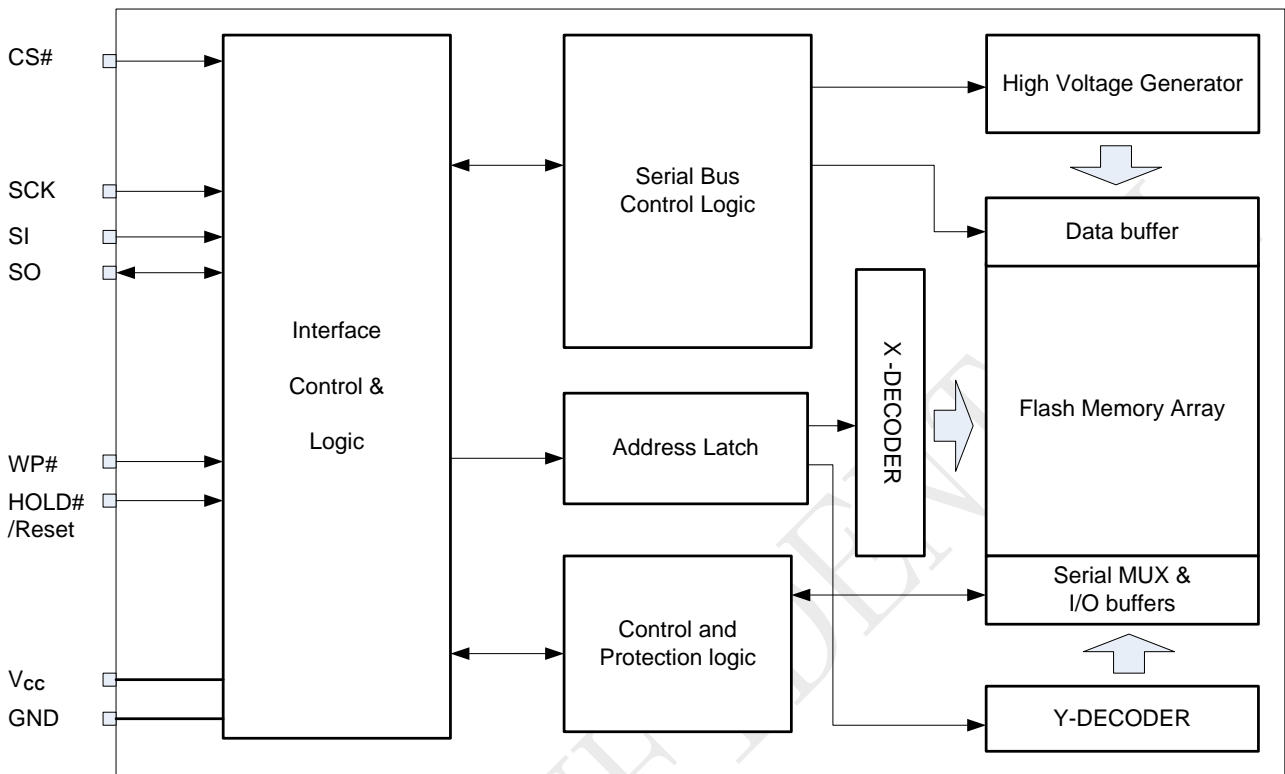 CS#
SCK
SI
SO
WP#
HOLD#
/Reset
Vcc
GND
Interface
Control &
Logic
Serial Bus
Control Logic
Address Latch
Control and
Protection logic
X -DECODER
High Voltage Generator
Data buffer
Flash Memory Array
Serial MUX &
I/O buffers
Y-DECODER